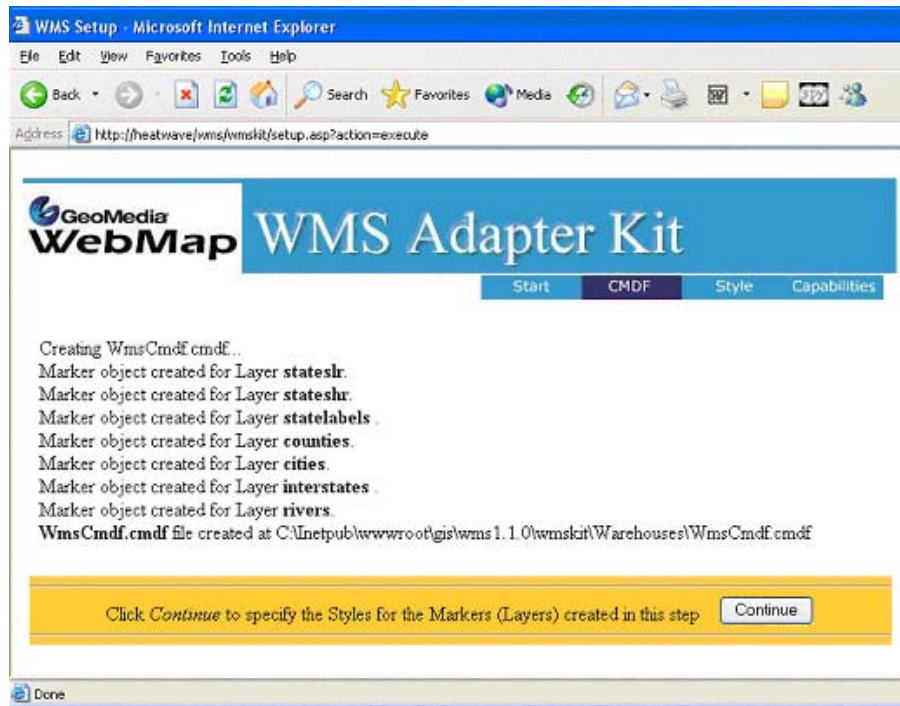 WMS Setup - Microsoft Internet Explorer
File Edit View Favorites Tools Help
Back Search Favorites Media
Address http://heatwave/wms/wmskit/setup.asp?action=execute
GeoMedia
WebMap
WMS Adapter Kit
Start CMDF Style Capabilities
Creating WmsCmdf.cmdf...
Marker object created for Layer stateslr.
Marker object created for Layer stateshr.
Marker object created for Layer statelabels .
Marker object created for Layer counties.
Marker object created for Layer cities.
Marker object created for Layer interstates .
Marker object created for Layer rivers.
WmsCmdf.cmdf file created at C:\Inetpub\wwwroot\gis\wms1.1.0\wmskit\Warehouses\WmsCmdf.cmdf
Click Continue to specify the Styles for the Markers (Layers) created in this step Continue
Done